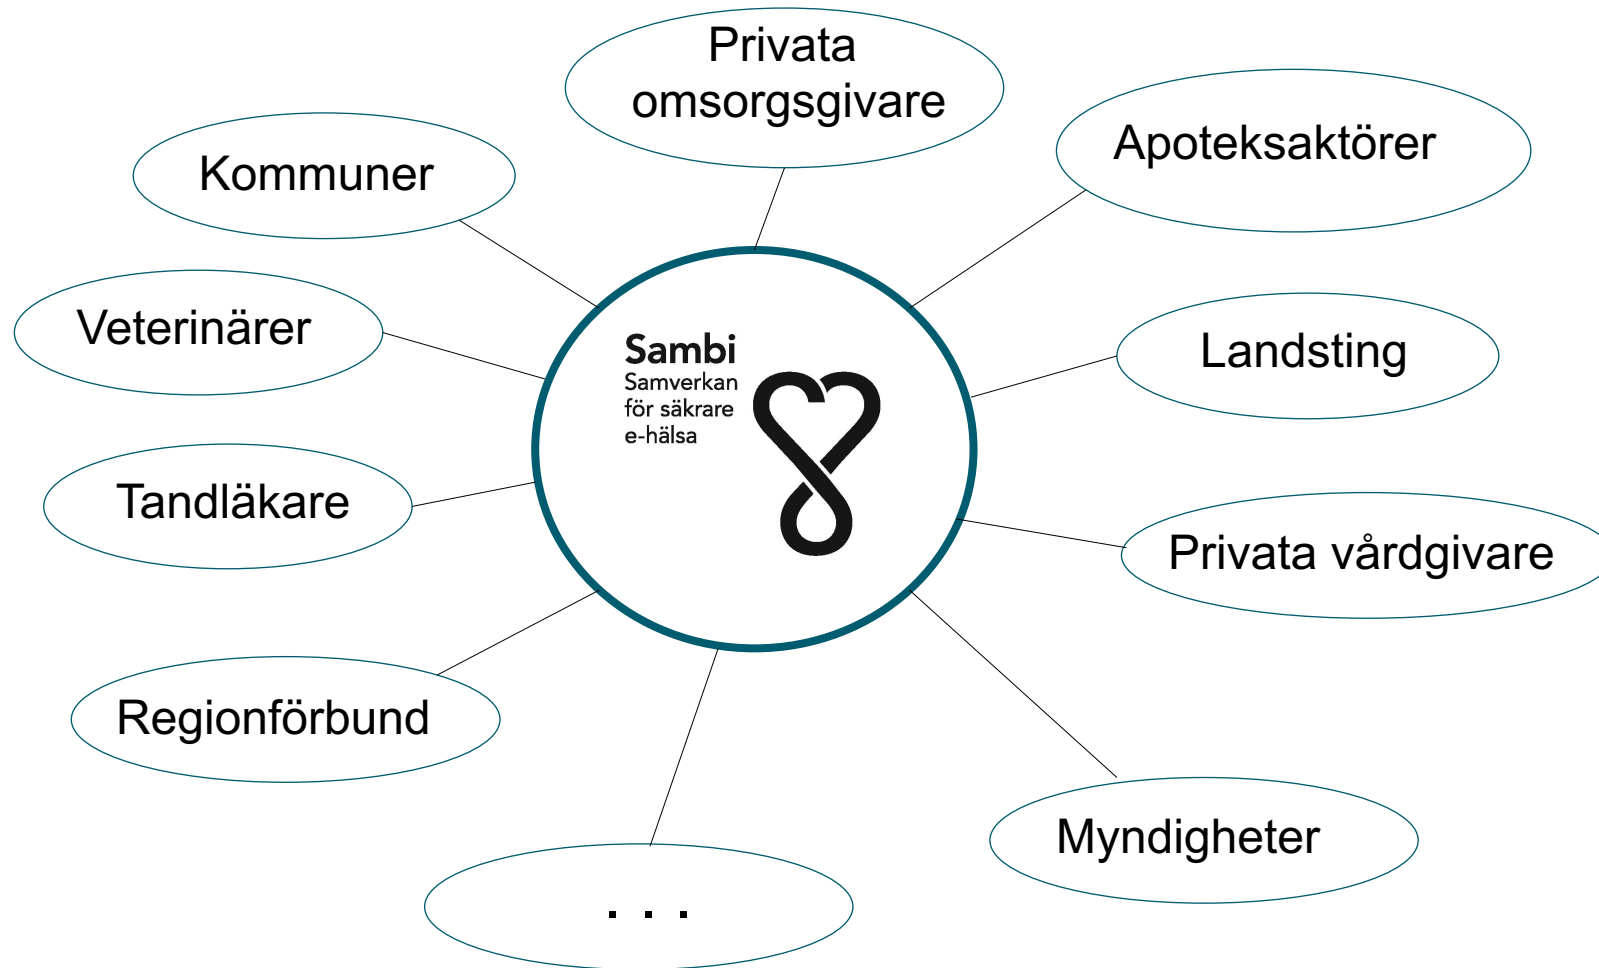 Privata
omsorgsgivare
Apoteksaktörer
Kommuner
Veterinärer
Sambi
Samverkan
för säkrare
e-hälsa
Landsting
Tandläkare
Privata vårdgivare
Regionförbund
Myndigheter
. . .